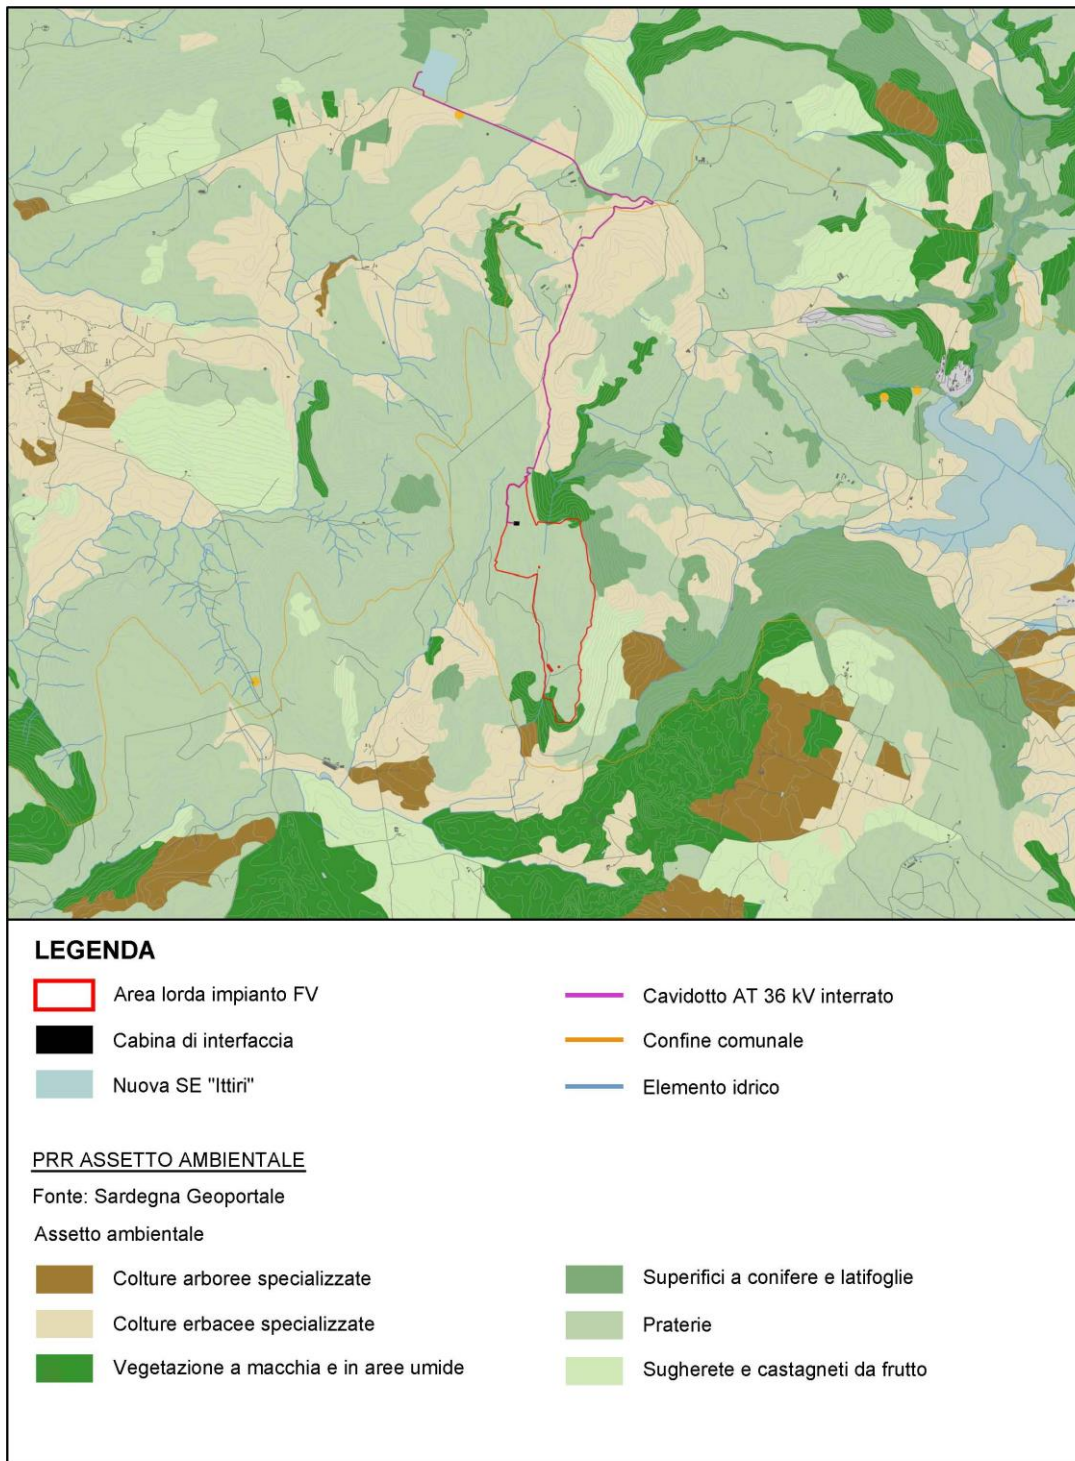 LEGENDA
Area lorda impianto FV
Cabina di interfaccia
Nuova SE "Ittiri"
Cavidotto AT 36 kV interrato
Confine comunale
Elemento idrico
PRR ASSETTO AMBIENTALE
Fonte: Sardegna Geoportale
Assetto ambientale
Colture arboree specializzate
Colture erbacee specializzate
Vegetazione a macchia e in aree umide
Superifici a conifere e latifoglie
Praterie
Sugherete e castagneti da frutto